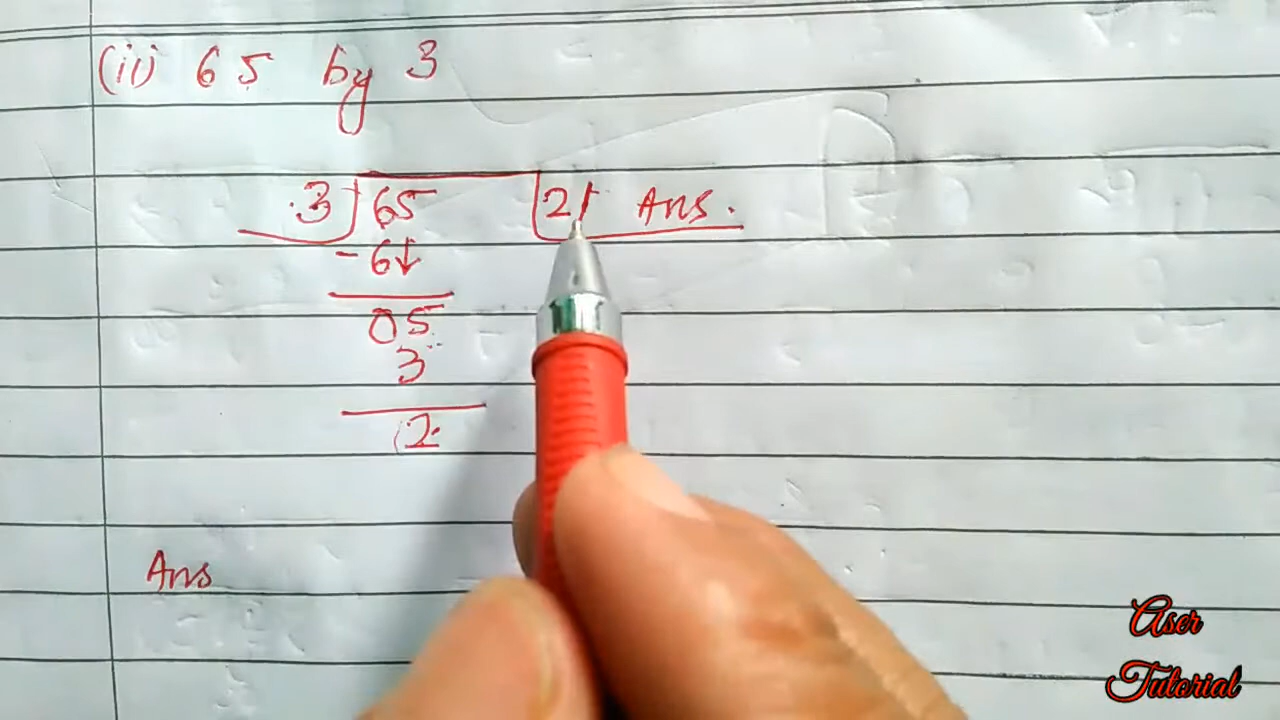 (ii) 65 by 3
3 65 21 Ans.
- 6↓
05
3
2
Ans
Aser
Tutorial